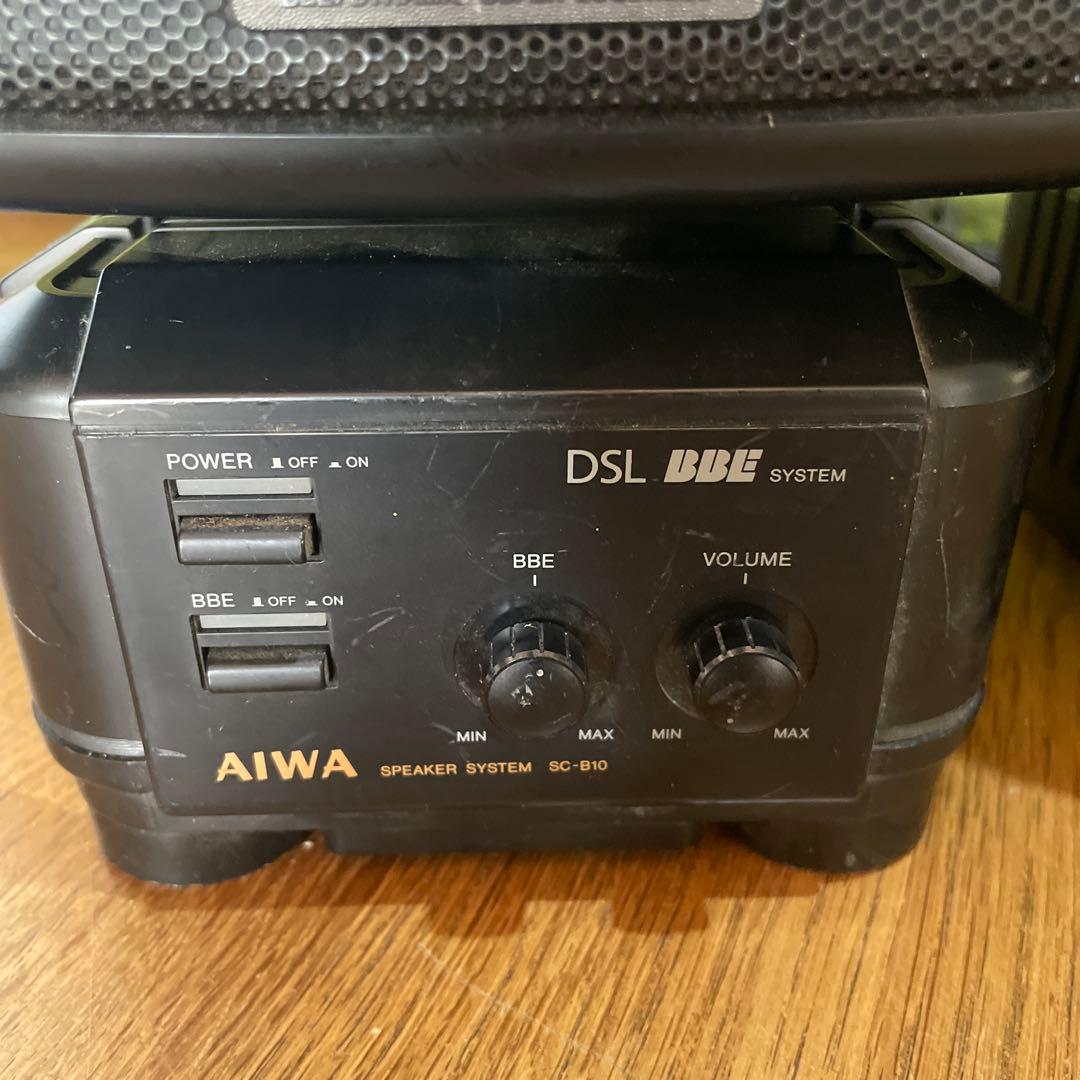 POWER OFF ON
DSL BBE SYSTEM
BBE
VOLUME
BBE OFF ON
MIN MAX
MIN MAX
AIWA SPEAKER SYSTEM SC-B10